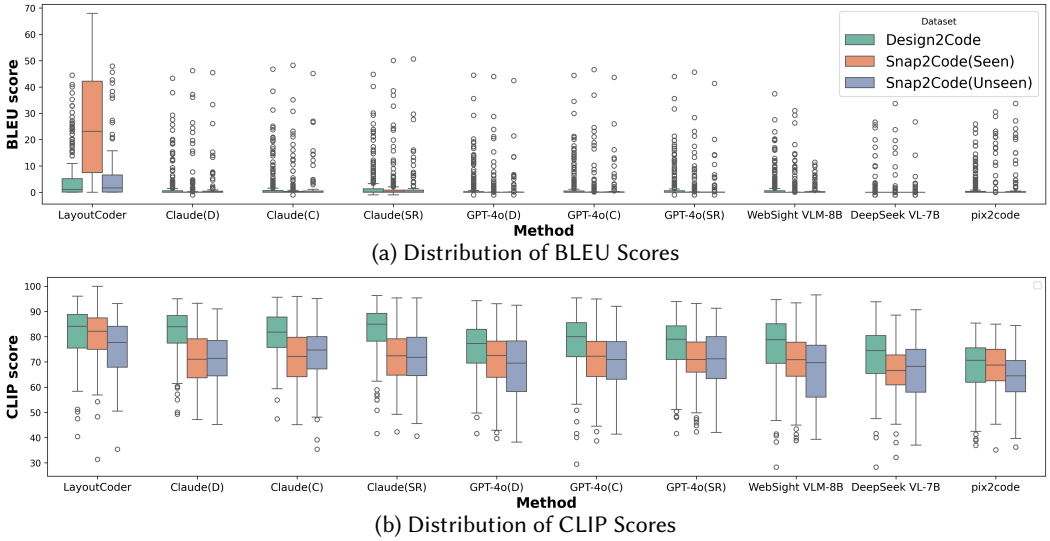 70
60
50
40
30
20
10
0
BLEU score
Dataset
Design2Code
Snap2Code(Seen)
Snap2Code(Unseen)
LayoutCoder Claude(D) Claude(C) Claude(SR) GPT-4o(D) GPT-4o(C) GPT-4o(SR) WebSight VLM-8B DeepSeek VL-7B pix2code
Method
(a) Distribution of BLEU Scores
100
90
80
70
60
50
40
30
CLIP score
LayoutCoder Claude(D) Claude(C) Claude(SR) GPT-4o(D) GPT-4o(C) GPT-4o(SR) WebSight VLM-8B DeepSeek VL-7B pix2code
Method
(b) Distribution of CLIP Scores